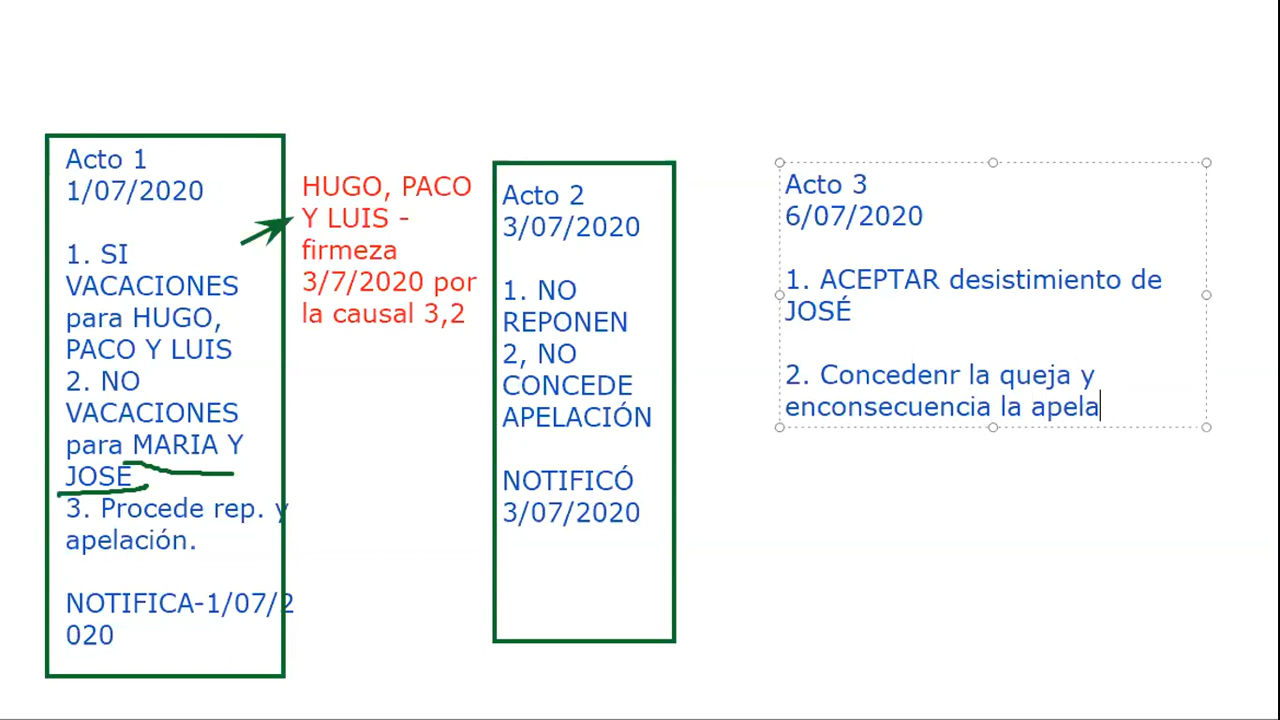 Acto 1
1/07/2020
1. SI
VACACIONES
para HUGO,
PACO Y LUIS
2. NO
VACACIONES
para MARIA Y
JOSE
3. Procede rep. y
apelación.
NOTIFICA-1/07/2
020
HUGO, PACO
Y LUIS -
firmeza
3/7/2020 por
la causal 3,2
Acto 2
3/07/2020
1. NO
REPONEN
2, NO
CONCEDE
APELACIÓN
NOTIFICÓ
3/07/2020
Acto 3
6/07/2020
1. ACEPTAR desistimiento de
JOSÉ
2. Concedenr la queja y
enconsecuencia la apela